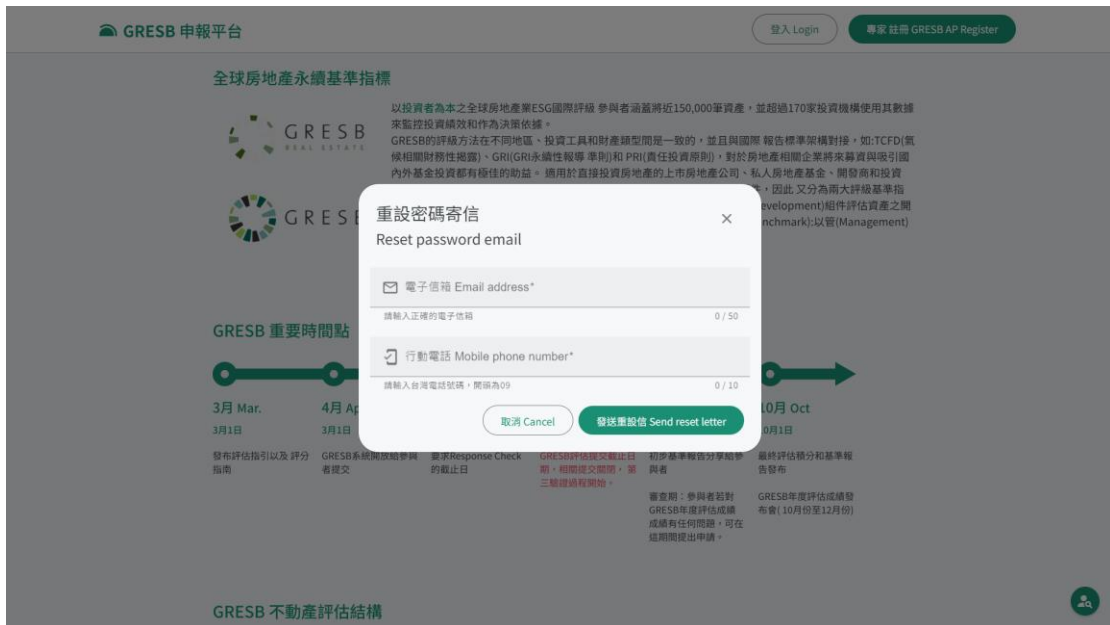 GRESB 申報平台
登入 Login
專家 註冊 GRESB AP Register
全球房地產永續基準指標
GRESB
REAL ESTATE
以投資者為本之全球房地產業ESG國際評級 參與者涵蓋將近150,000筆資產，並超過170家投資機構使用其數據
來監控投資績效和作為決策依據。
GRESB的評級方法在不同地區、投資工具和財產類型間是一致的，並且與國際 報告標準架構對接，如:TCFD(氣
候相關財務性揭露)、GRI(GRI永續性報導 準則)和 PRI(責任投資原則)，對於房地產相關企業將來募資與吸引國
內外基金投資都有極佳的助益。 適用於直接投資房地產的上市房地產公司、私人房地產基金、開發商和投資
，因此 又分為兩大評級基準指
evelopment)組件評估資產之開
GRES
nchmark):以管(Management)
重設密碼寄信
Reset password email
電子信箱 Email address*
請輸入正確的電子信箱
0 / 50
行動電話 Mobile phone number*
請輸入台灣電話號碼，開頭為09
0 / 10
取消 Cancel
發送重設信 Send reset letter
GRESB 重要時間點
3月 Mar.
4月 Ap
10月 Oct
3月1日
3月1日
0月1日
發布評估指引以及 評分
指南
GRESB系統開放給參與
者提交
要求Response Check
的截止日
GRESB評估提交截止日
期，相關提交關閉， 第
三驗證過程開始。
初步基準報告分享給參
與者
審查期：參與者若對
GRESB年度評估成績
成績有任何問題，可在
這期間提出申請。
最終評估積分和基準報
告發布
GRESB年度評估成績發
布會( 10月份至12月份)
GRESB 不動產評估結構